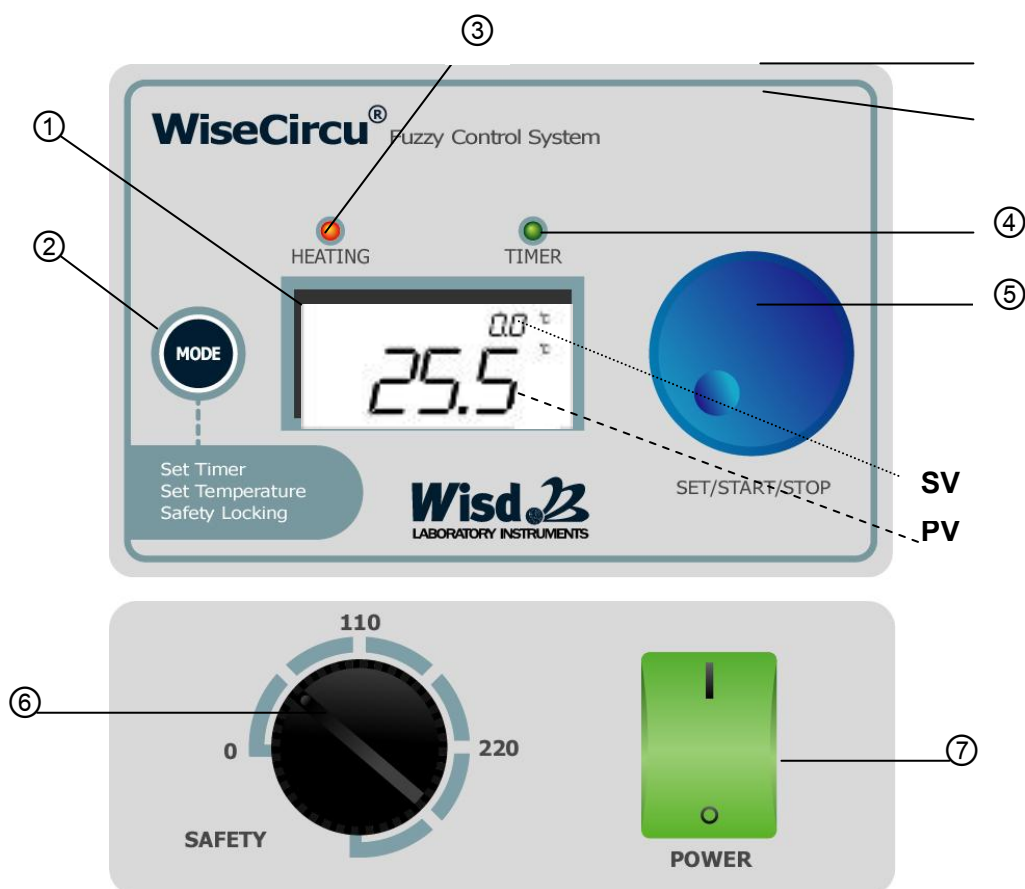 ③
①
WiseCircu® Fuzzy Control System
②
④
HEATING
TIMER
⑤
0.0 ℃
℃
25.5
MODE
Set Timer
Set Temperature
Safety Locking
Wisd
LABORATORY INSTRUMENTS
SET/START/STOP
SV
PV
110
⑥
0
220
⑦
SAFETY
POWER